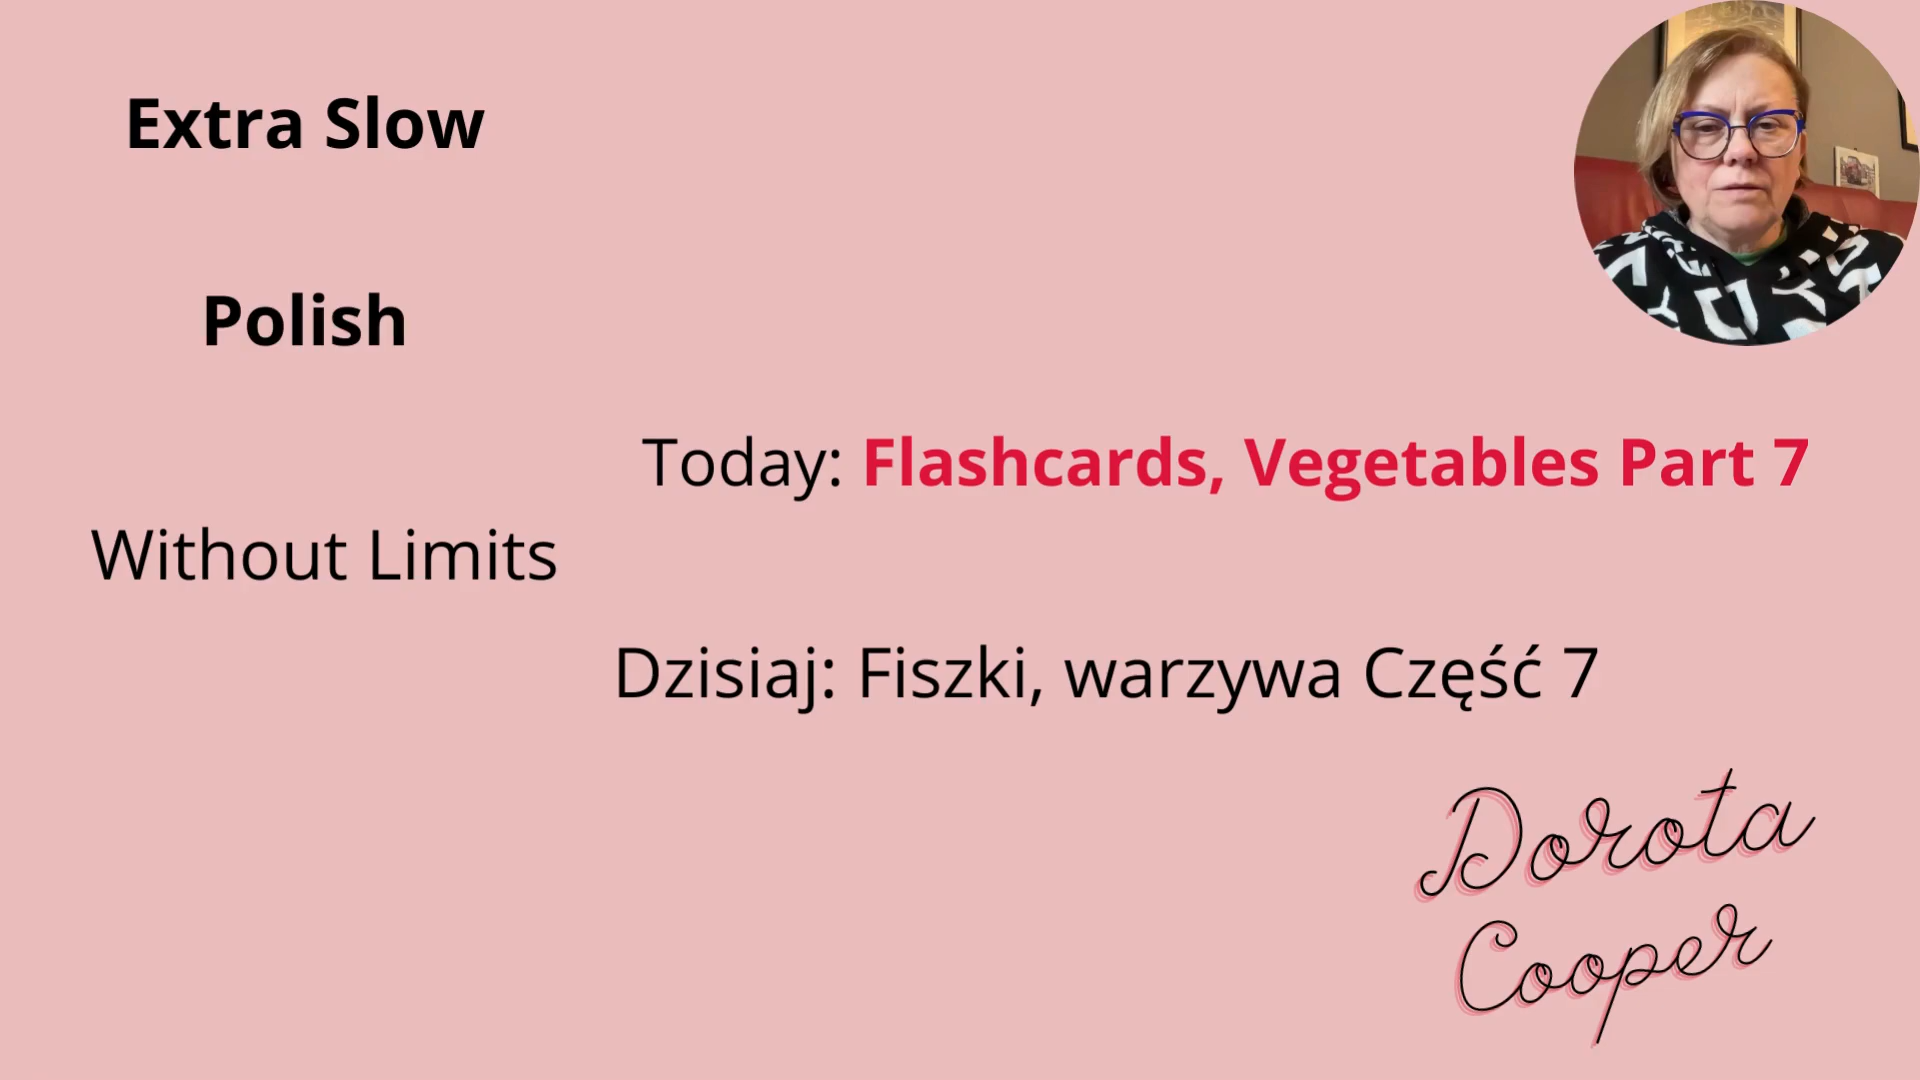 Extra Slow
Polish
Today: Flashcards, Vegetables Part 7
Without Limits
Dzisiaj: Fiszki, warzywa Część 7
Dorota
Cooper